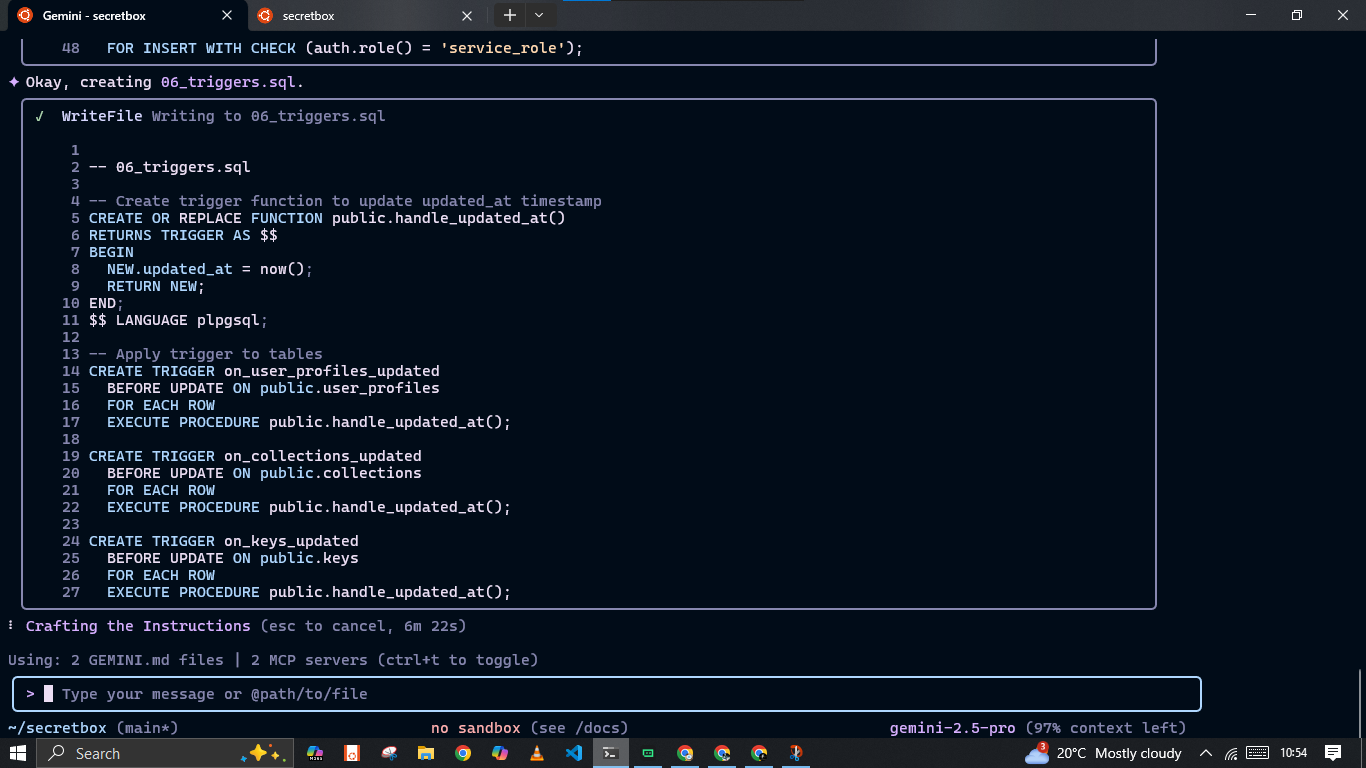 Gemini - secretbox
secretbox
48 FOR INSERT WITH CHECK (auth.role() = 'service_role');
✦ Okay, creating 06_triggers.sql.
✓ WriteFile Writing to 06_triggers.sql
1
2 -- 06_triggers.sql
3
4 -- Create trigger function to update updated_at timestamp
5 CREATE OR REPLACE FUNCTION public.handle_updated_at()
6 RETURNS TRIGGER AS $$
7 BEGIN
8 NEW.updated_at = now();
9 RETURN NEW;
10 END;
11 $$ LANGUAGE plpgsql;
12
13 -- Apply trigger to tables
14 CREATE TRIGGER on_user_profiles_updated
15 BEFORE UPDATE ON public.user_profiles
16 FOR EACH ROW
17 EXECUTE PROCEDURE public.handle_updated_at();
18
19 CREATE TRIGGER on_collections_updated
20 BEFORE UPDATE ON public.collections
21 FOR EACH ROW
22 EXECUTE PROCEDURE public.handle_updated_at();
23
24 CREATE TRIGGER on_keys_updated
25 BEFORE UPDATE ON public.keys
26 FOR EACH ROW
27 EXECUTE PROCEDURE public.handle_updated_at();
Crafting the Instructions (esc to cancel, 6m 22s)
Using: 2 GEMINI.md files | 2 MCP servers (ctrl+t to toggle)
> Type your message or @path/to/file
~/secretbox (main*) no sandbox (see /docs) gemini-2.5-pro (97% context left)
Search 3 20°C Mostly cloudy 10:54